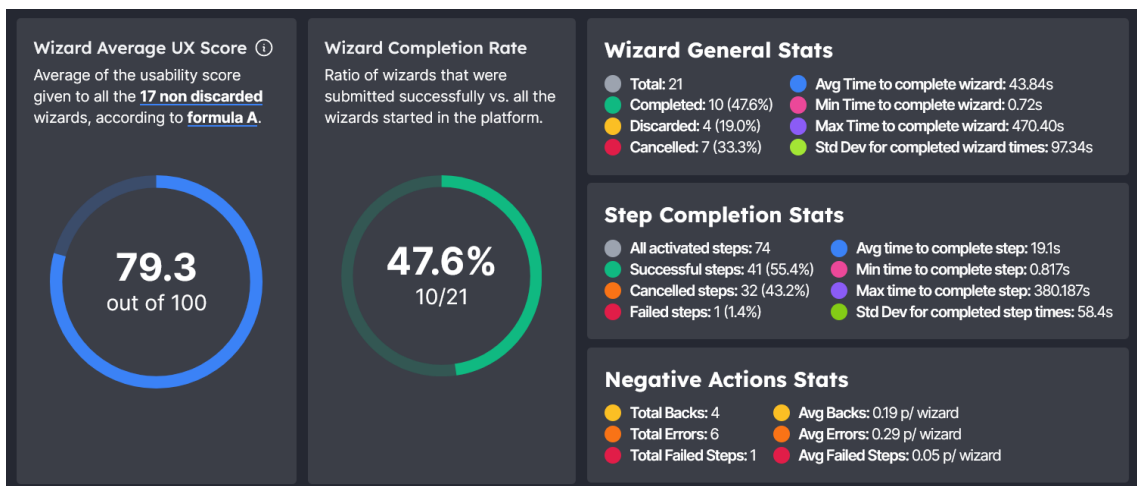 Wizard Average UX Score
Average of the usability score
given to all the 17 non discarded
wizards, according to formula A.
79.3
out of 100
Wizard Completion Rate
Ratio of wizards that were
submitted successfully vs. all the
wizards started in the platform.
47.6%
10/21
Wizard General Stats
Total: 21
Completed: 10 (47.6%)
Discarded: 4 (19.0%)
Cancelled: 7 (33.3%)
Avg Time to complete wizard: 43.84s
Min Time to complete wizard: 0.72s
Max Time to complete wizard: 470.40s
Std Dev for completed wizard times: 97.34s
Step Completion Stats
All activated steps: 74
Successful steps: 41 (55.4%)
Cancelled steps: 32 (43.2%)
Failed steps: 1 (1.4%)
Avg time to complete step: 19.1s
Min time to complete step: 0.817s
Max time to complete step: 380.187s
Std Dev for completed step times: 58.4s
Negative Actions Stats
Total Backs: 4
Total Errors: 6
Total Failed Steps: 1
Avg Backs: 0.19 p/ wizard
Avg Errors: 0.29 p/ wizard
Avg Failed Steps: 0.05 p/ wizard